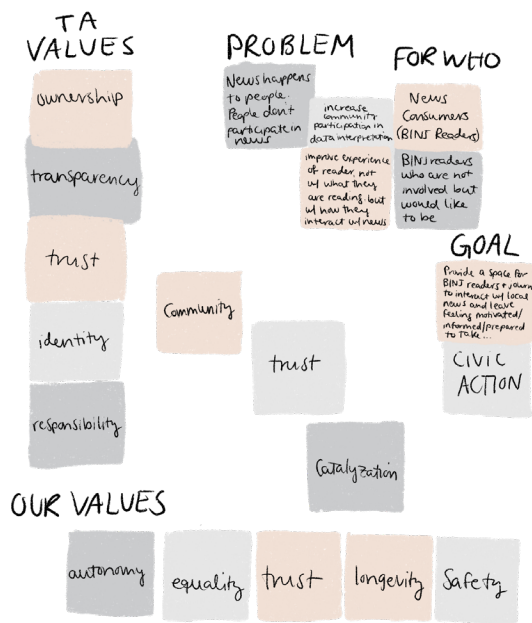 TA
VALUES
ownership
transparency
trust
identity
responsibility
PROBLEM
News happens
to people.
People don't
participate in
news
increase
community
participation in
data interpretation
improve experience
of reader not
w/ what they
are reading but
w/ how they
interact w/ news
FOR WHO
News
Consumers
(BINJ Readers)
BINJ readers
who are not
involved but
would like
to be
GOAL
Provide a space for
BINJ readers + journ
to interact w/ local
news and leave
feeling motivated/
informed/prepared
to take...
CIVIC
ACTION
Community
trust
Catalyzation
OUR VALUES
autonomy
equality
trust
longevity
Safety